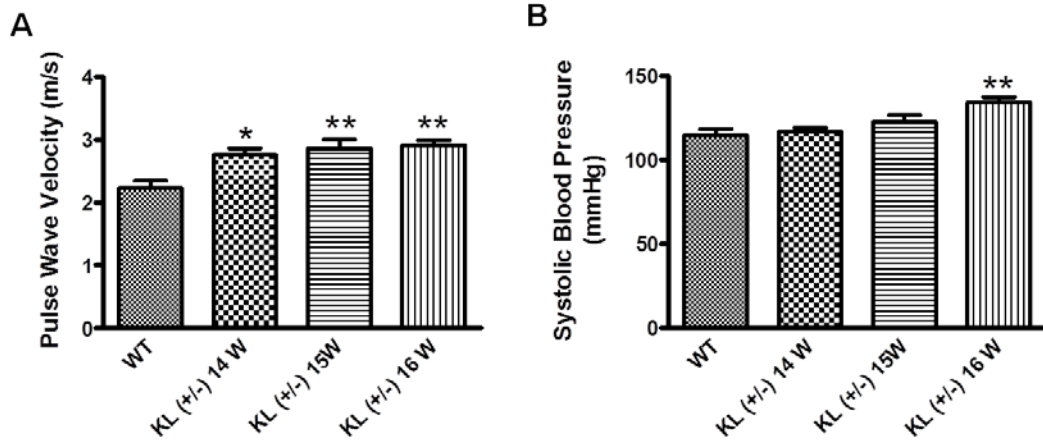 A
Pulse Wave Velocity (m/s)
4
3
2
1
0
*
**
**
WT
KL (+/-) 14 W
KL (+/-) 15W
KL (+/-) 16 W
B
Systolic Blood Pressure
(mmHg)
150
100
50
0
**
WT
KL (+/-) 14 W
KL (+/-) 15W
KL (+/-) 16 W